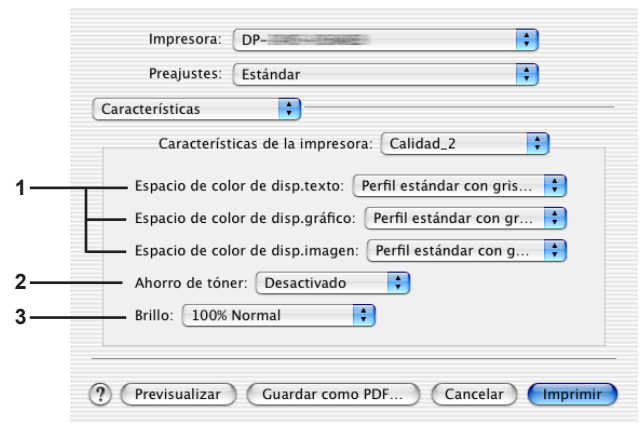 Impresora: DP-
Preajustes: Estándar
Características
Características de la impresora: Calidad_2
1 Espacio de color de disp.texto: Perfil estándar con gris...
Espacio de color de disp.gráfico: Perfil estándar con gr...
Espacio de color de disp.imagen: Perfil estándar con g...
2 Ahorro de tóner: Desactivado
3 Brillo: 100% Normal
? Previsualizar Guardar como PDF... Cancelar Imprimir